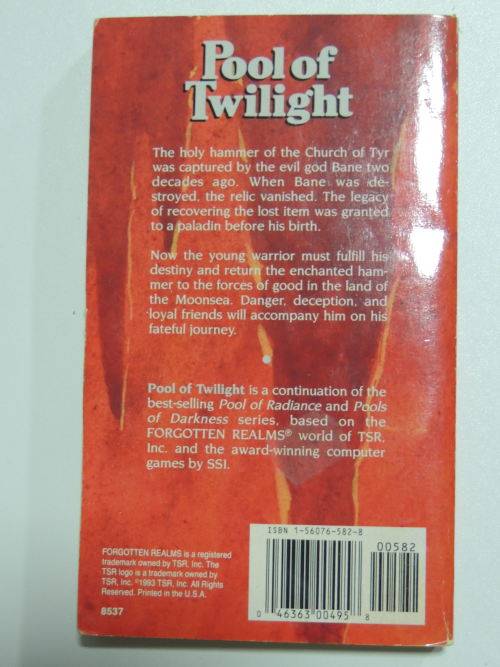 Pool of
Twilight
The holy hammer of the Church of Tyr
was captured by the evil god Bane two
decades ago. When Bane was de-
stroyed, the relic vanished. The legacy
of recovering the lost item was granted
to a paladin before his birth.
Now the young warrior must fulfill his
destiny and return the enchanted ham-
mer to the forces of good in the land of
the Moonsea. Danger, deception, and
loyal friends will accompany him on his
fateful journey.
Pool of Twilight is a continuation of the
best-selling Pool of Radiance and Pools
of Darkness series, based on the
FORGOTTEN REALMS® world of TSR,
Inc. and the award-winning computer
games by SSI.
ISBN 1-56076-582-8
00582
FORGOTTEN REALMS is a registered
trademark owned by TSR, Inc. The
TSR logo is a trademark owned by
TSR, Inc. ©1993 TSR, Inc. All Rights
Reserved. Printed in the U.S.A.
8537
0 46363 00495 8